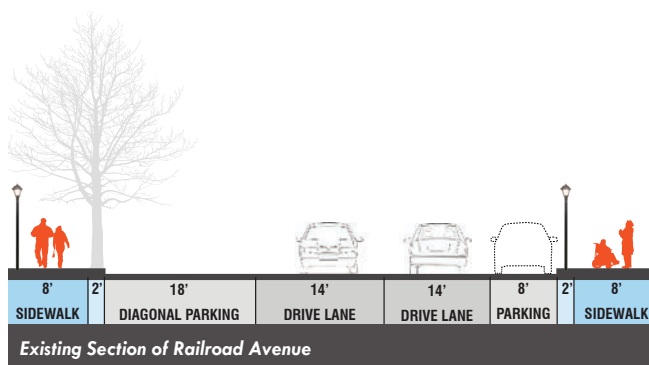 8’ 2’ 18’ 14’ 14’ 8’ 2’ 8’
SIDEWALK DIAGONAL PARKING DRIVE LANE DRIVE LANE PARKING SIDEWALK
Existing Section of Railroad Avenue